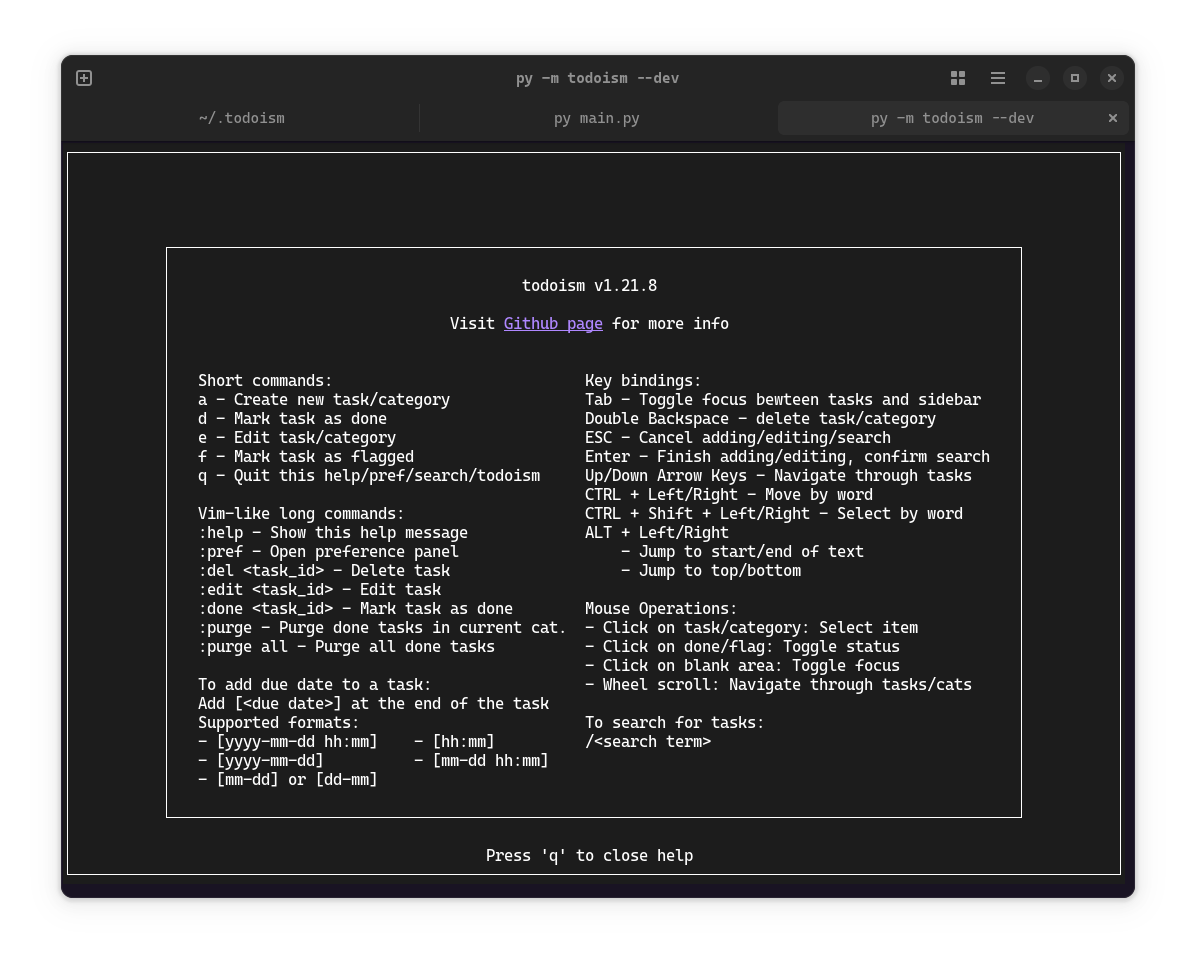 py -m todoism --dev
~/.todoism
py main.py
py -m todoism --dev
todoism v1.21.8
Visit Github page for more info
Short commands:
a - Create new task/category
d - Mark task as done
e - Edit task/category
f - Mark task as flagged
q - Quit this help/pref/search/todoism
Vim-like long commands:
:help - Show this help message
:pref - Open preference panel
:del <task_id> - Delete task
:edit <task_id> - Edit task
:done <task_id> - Mark task as done
:purge - Purge done tasks in current cat.
:purge all - Purge all done tasks
To add due date to a task:
Add [<due date>] at the end of the task
Supported formats:
- [yyyy-mm-dd hh:mm]    - [hh:mm]
- [yyyy-mm-dd]          - [mm-dd hh:mm]
- [mm-dd] or [dd-mm]
Key bindings:
Tab - Toggle focus bewteen tasks and sidebar
Double Backspace - delete task/category
ESC - Cancel adding/editing/search
Enter - Finish adding/editing, confirm search
Up/Down Arrow Keys - Navigate through tasks
CTRL + Left/Right - Move by word
CTRL + Shift + Left/Right - Select by word
ALT + Left/Right
- Jump to start/end of text
- Jump to top/bottom
Mouse Operations:
- Click on task/category: Select item
- Click on done/flag: Toggle status
- Click on blank area: Toggle focus
- Wheel scroll: Navigate through tasks/cats
To search for tasks:
/<search term>
Press 'q' to close help